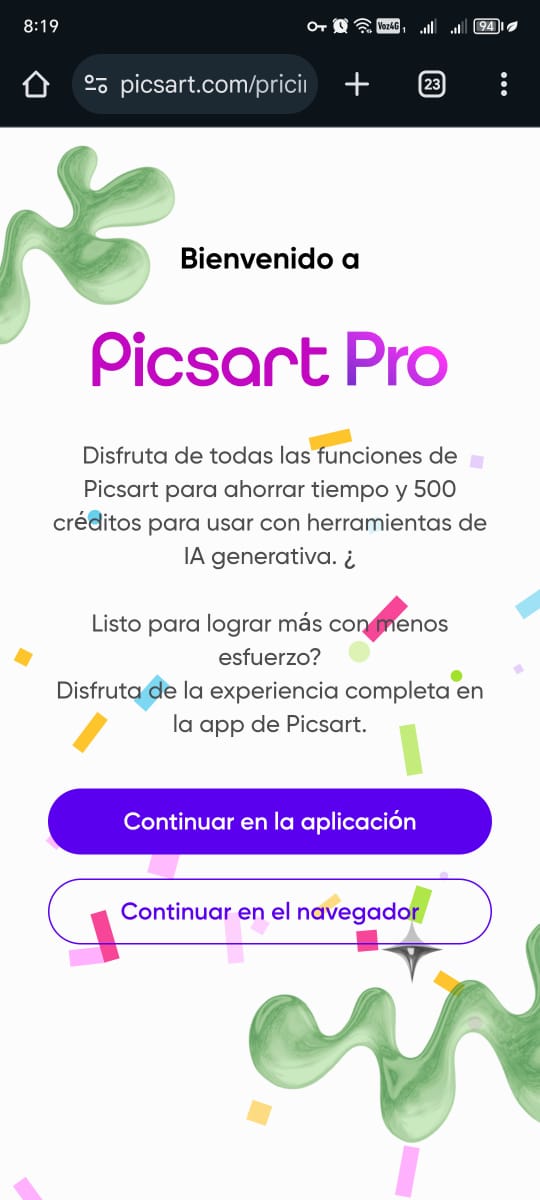 8:19
Voz4G
1
94
picsart.com/pricin
23
Bienvenido a
Picsart Pro
Disfruta de todas las funciones de
Picsart para ahorrar tiempo y 500
créditos para usar con herramientas de
IA generativa. ¿
Listo para lograr más con menos
esfuerzo?
Disfruta de la experiencia completa en
la app de Picsart.
Continuar en la aplicación
Continuar en el navegador